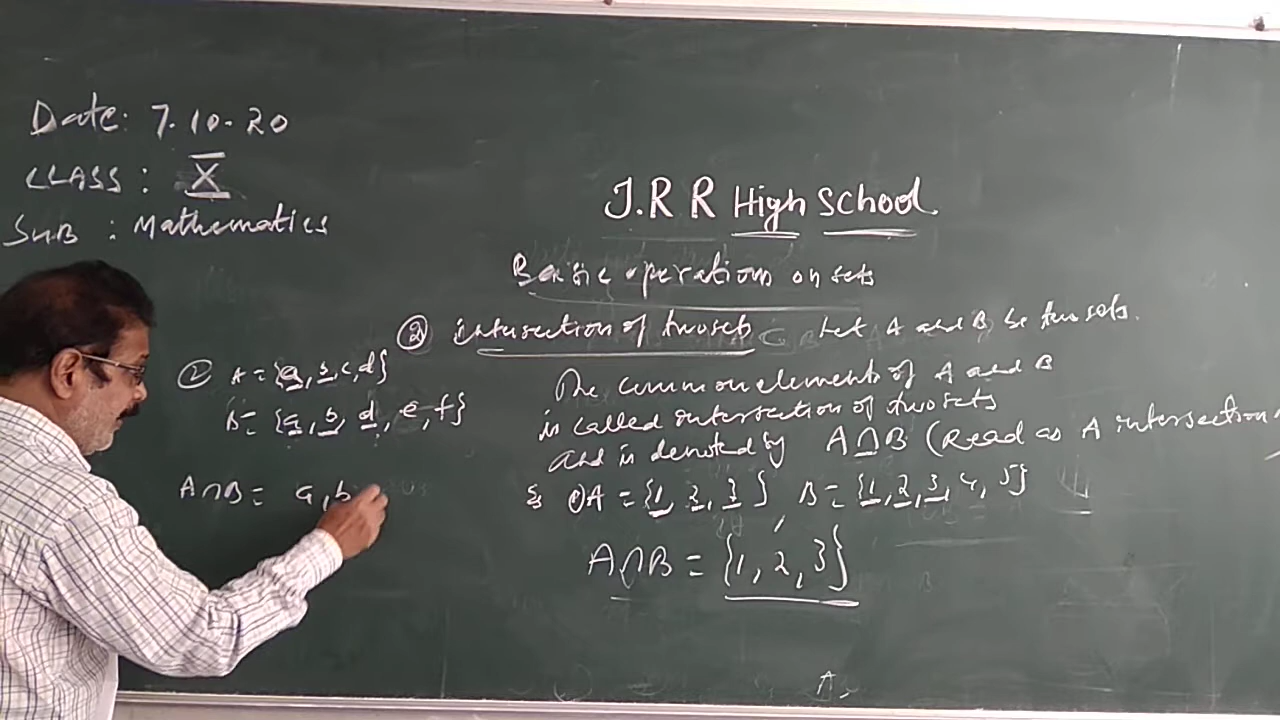 Date: 7.10.20
CLASS: X
SUB: Mathematics
J.R R High School.
Basic operations on sets
② intersection of two sets Let A and B be two sets.
The common elements of A and B
is called intersection of two sets
and is denoted by A∩B (Read as A intersection
① A = {1, 2, 3} , B = {1, 2, 3, 4, 5}
A∩B = {1, 2, 3}
② A = {a, b, c, d}
B = {a, b, d, e, f}
A∩B = a, b
A,